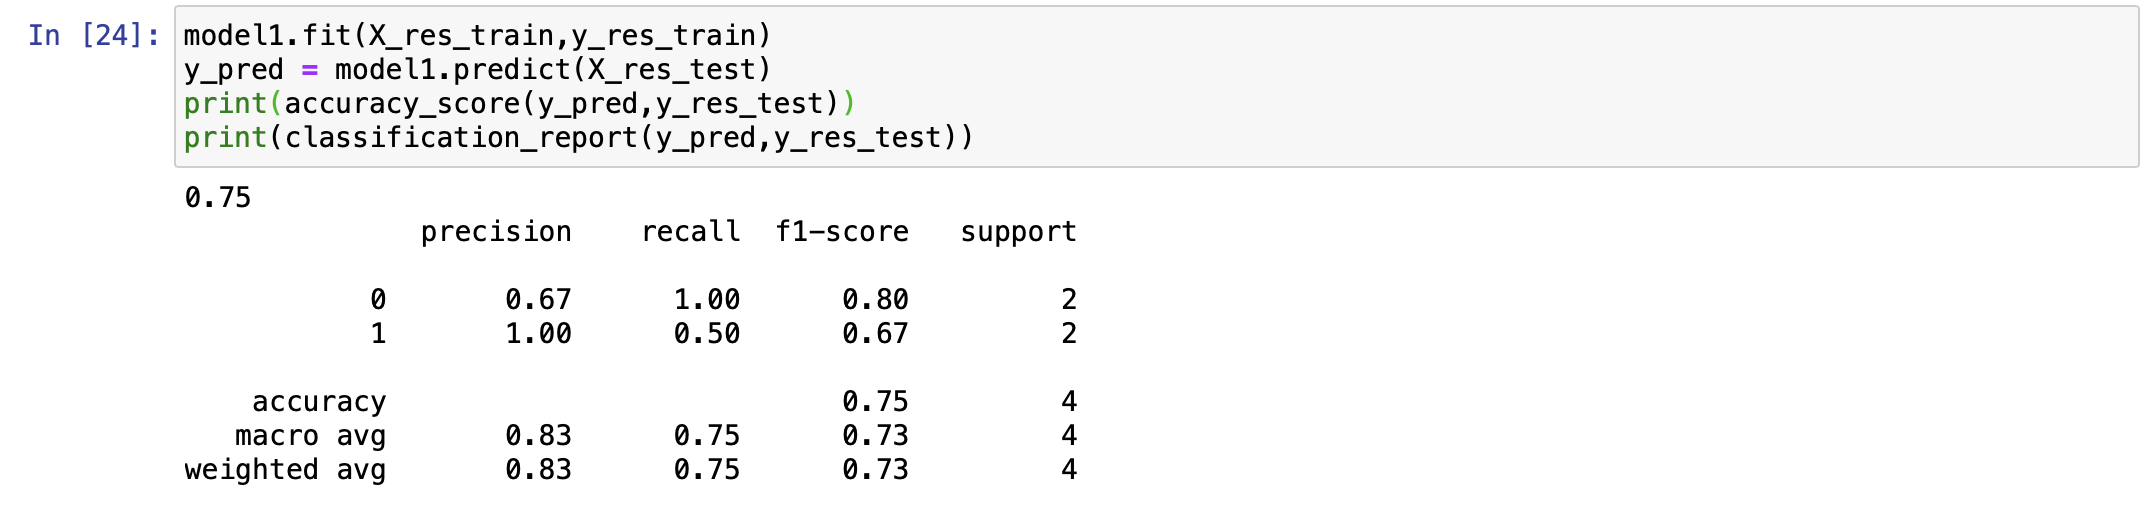 In [24]: model1.fit(X_res_train,y_res_train)
y_pred = model1.predict(X_res_test)
print(accuracy_score(y_pred,y_res_test))
print(classification_report(y_pred,y_res_test))
0.75
precision recall f1-score support
0 0.67 1.00 0.80 2
1 1.00 0.50 0.67 2
accuracy 0.75 4
macro avg 0.83 0.75 0.73 4
weighted avg 0.83 0.75 0.73 4